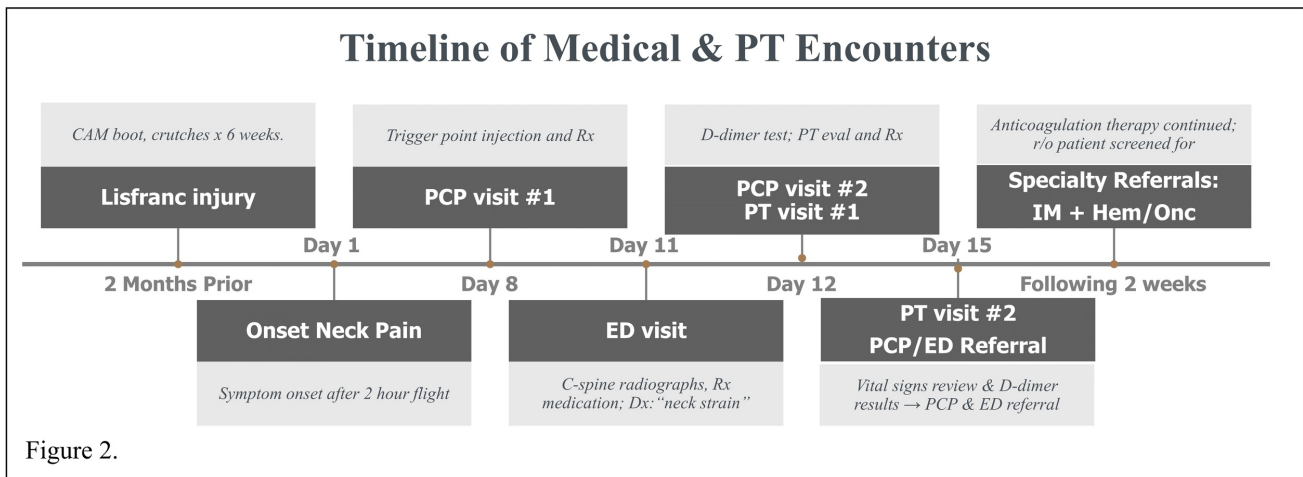 Timeline of Medical & PT Encounters
CAM boot, crutches x 6 weeks.
Lisfranc injury
2 Months Prior
Day 1
Onset Neck Pain
Symptom onset after 2 hour flight
Trigger point injection and Rx
PCP visit #1
Day 8
Day 11
ED visit
C-spine radiographs, Rx
medication; Dx:“neck strain”
D-dimer test; PT eval and Rx
PCP visit #2
PT visit #1
Day 12
Day 15
PT visit #2
PCP/ED Referral
Vital signs review & D-dimer
results → PCP & ED referral
Anticoagulation therapy continued;
r/o patient screened for
Specialty Referrals:
IM + Hem/Onc
Following 2 weeks
Figure 2.